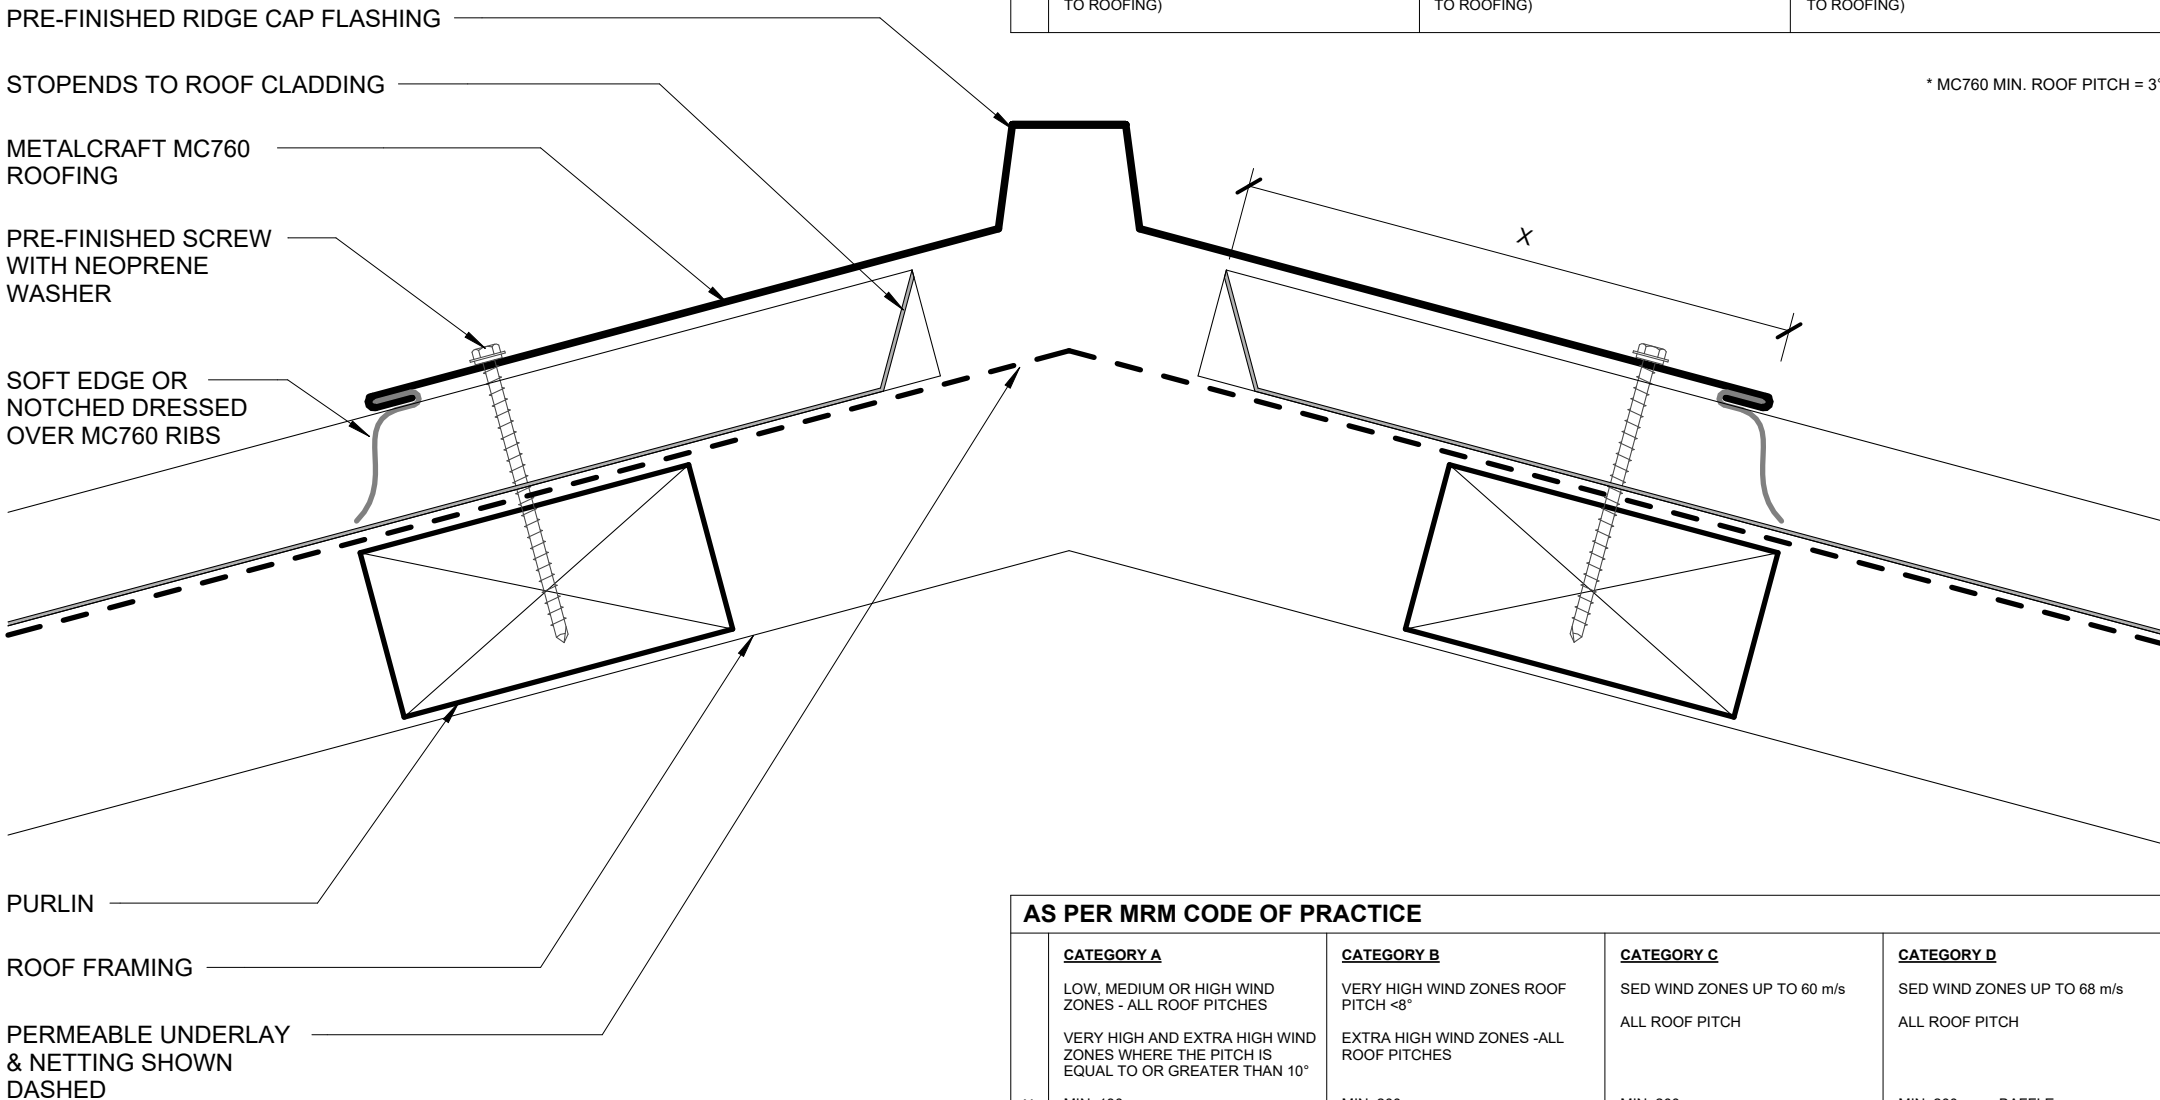 PRE-FINISHED RIDGE CAP FLASHING
STOPENDS TO ROOF CLADDING
METALCRAFT MC760
ROOFING
PRE-FINISHED SCREW
WITH NEOPRENE
WASHER
SOFT EDGE OR
NOTCHED DRESSED
OVER MC760 RIBS
PURLIN
ROOF FRAMING
PERMEABLE UNDERLAY
& NETTING SHOWN
DASHED
TO ROOFING)
TO ROOFING)
TO ROOFING)
* MC760 MIN. ROOF PITCH = 3°
X
AS PER MRM CODE OF PRACTICE
CATEGORY A
LOW, MEDIUM OR HIGH WIND
ZONES - ALL ROOF PITCHES
VERY HIGH AND EXTRA HIGH WIND
ZONES WHERE THE PITCH IS
EQUAL TO OR GREATER THAN 10°
CATEGORY B
VERY HIGH WIND ZONES ROOF
PITCH <8°
EXTRA HIGH WIND ZONES -ALL
ROOF PITCHES
CATEGORY C
SED WIND ZONES UP TO 60 m/s
ALL ROOF PITCH
CATEGORY D
SED WIND ZONES UP TO 68 m/s
ALL ROOF PITCH